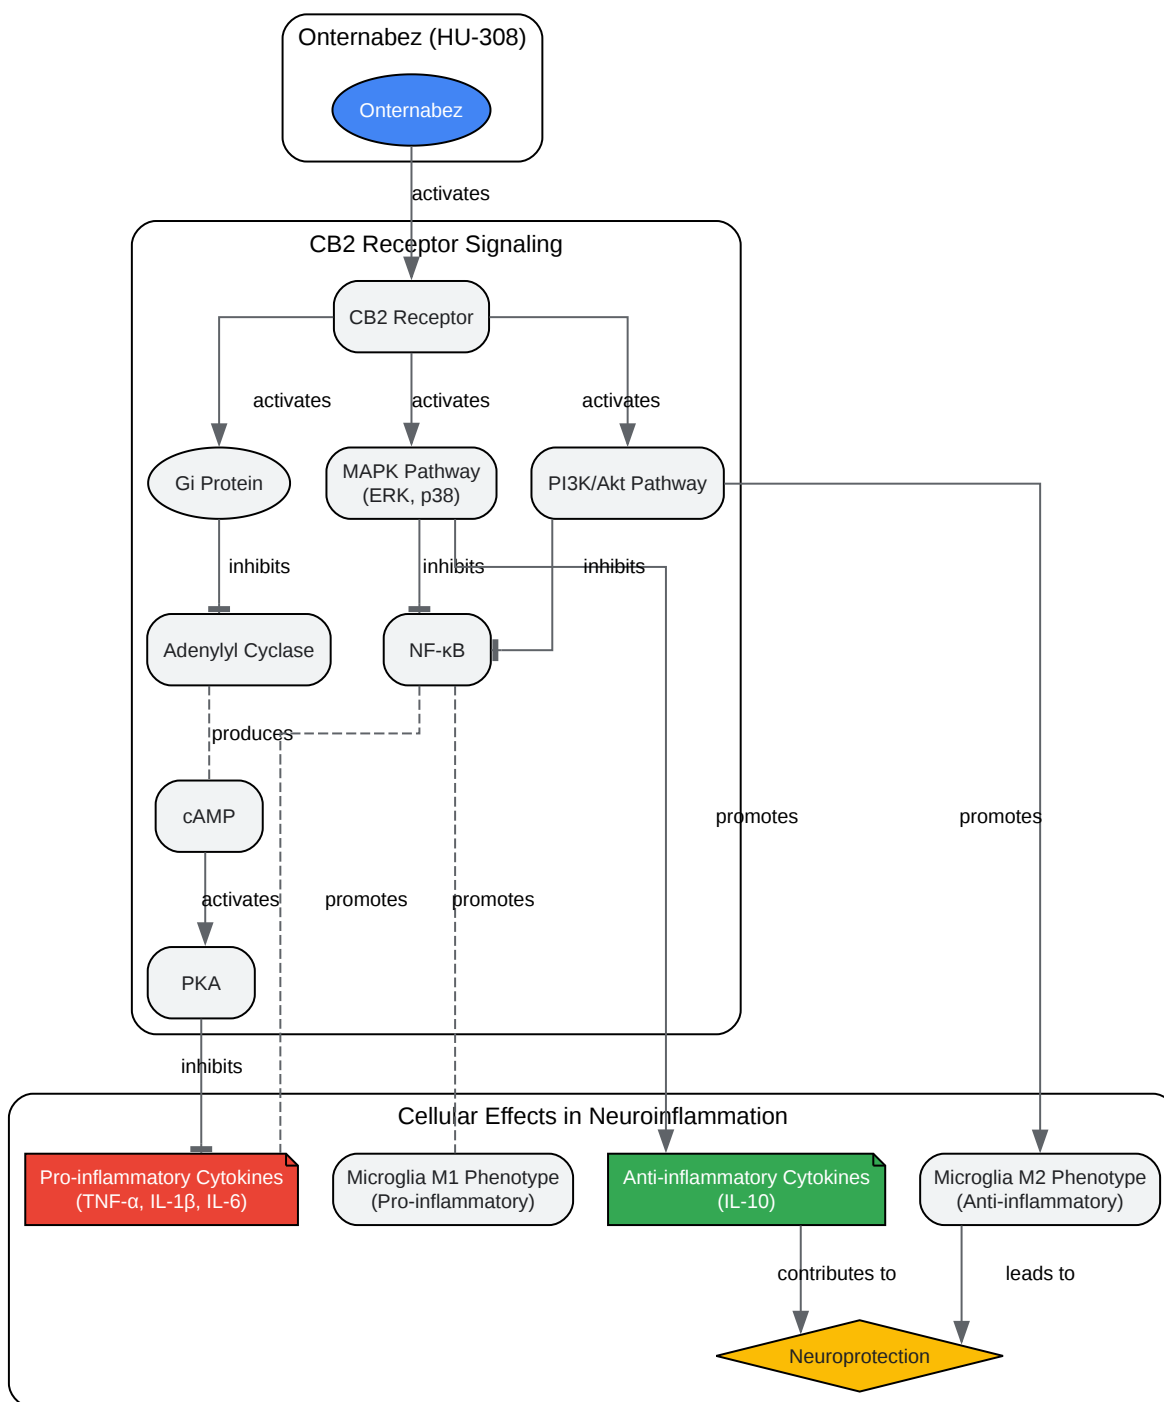 Onternabez (HU-308)
Onternabez
activates
CB2 Receptor Signaling
CB2 Receptor
activates
activates
activates
Gi Protein
MAPK Pathway
(ERK, p38)
PI3K/Akt Pathway
inhibits
inhibits
inhibits
Adenylyl Cyclase
NF-κB
produces
cAMP
promotes
promotes
activates
promotes
promotes
PKA
inhibits
Cellular Effects in Neuroinflammation
Pro-inflammatory Cytokines
(TNF-α, IL-1β, IL-6)
Microglia M1 Phenotype
(Pro-inflammatory)
Anti-inflammatory Cytokines
(IL-10)
Microglia M2 Phenotype
(Anti-inflammatory)
contributes to
leads to
Neuroprotection